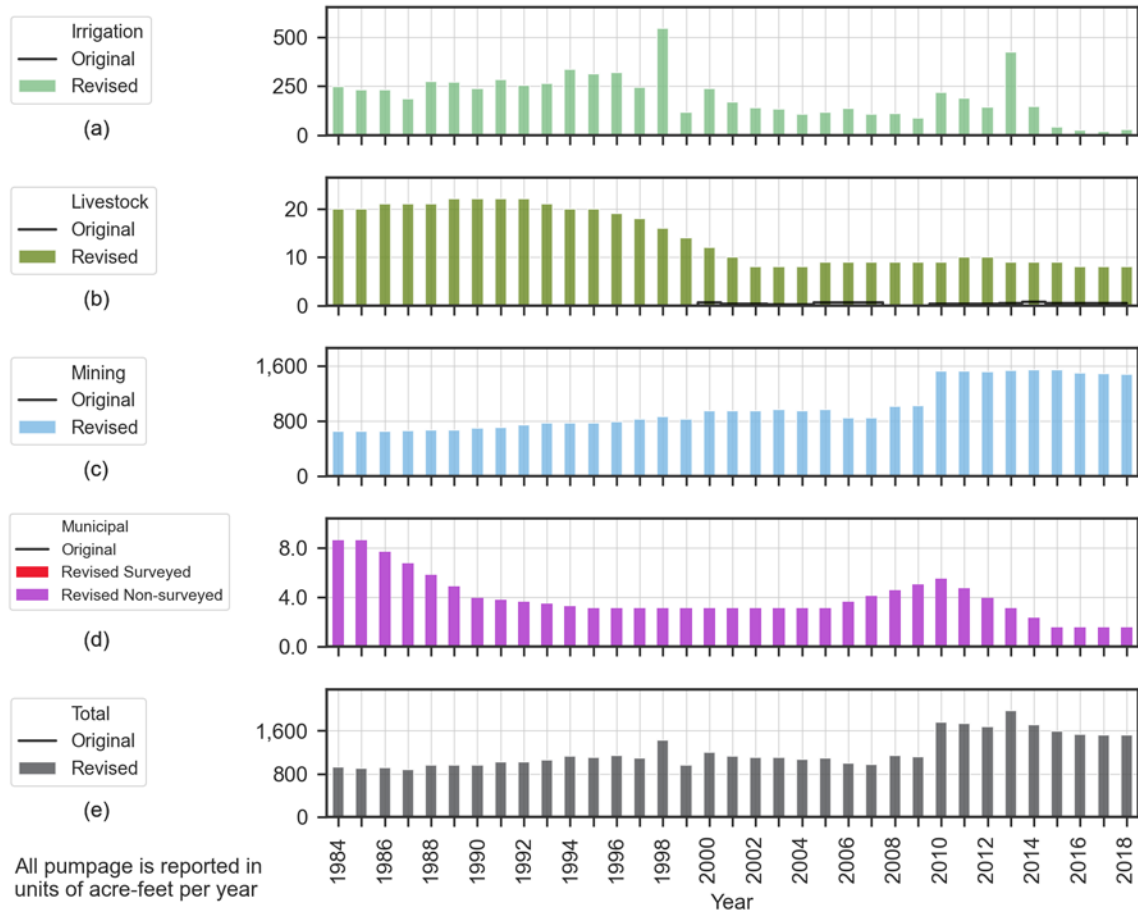 Irrigation
Original
Revised
(a)
500
250
0
Livestock
Original
Revised
(b)
20
10
0
Mining
Original
Revised
(c)
1,600
800
0
Municipal
Original
Revised Surveyed
Revised Non-surveyed
(d)
8.0
4.0
0.0
Total
Original
Revised
(e)
1,600
800
0
1984 1986 1988 1990 1992 1994 1996 1998 2000 2002 2004 2006 2008 2010 2012 2014 2016 2018
Year
All pumpage is reported in
units of acre-feet per year